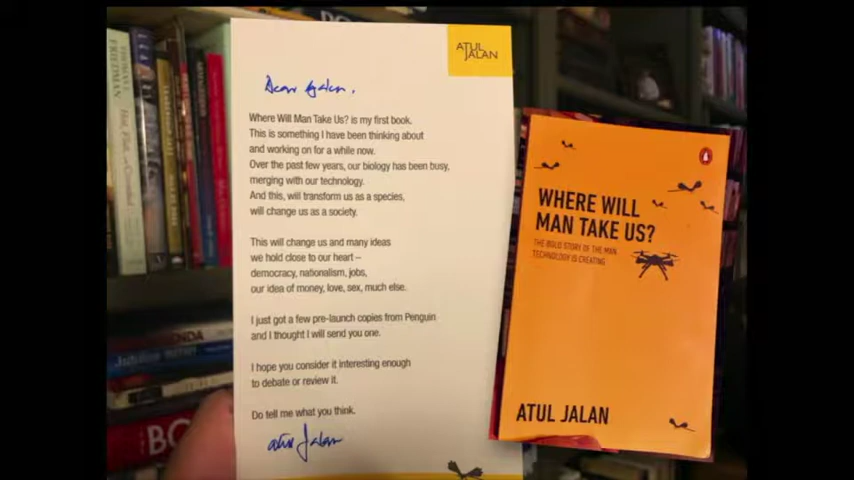 ATUL
JALAN
Dear
Where Will Man Take Us? is my first book.
This is something I have been thinking about
and working on for a while now.
Over the past few years, our biology has been busy,
merging with our technology.
And this, will transform us as a species,
will change us as a society.
This will change us and many ideas
we hold close to our heart –
democracy, nationalism, jobs,
our idea of money, love, sex, much else.
I just got a few pre-launch copies from Penguin
and I thought I will send you one.
I hope you consider it interesting enough
to debate or review it.
Do tell me what you think.
Atul Jalan
WHERE WILL
MAN TAKE US?
THE BOLD STORY OF THE MAN
TECHNOLOGY IS CREATING
ATUL JALAN
THOMAS L.
FRIEDMAN
Hot, Flat, and Crowded